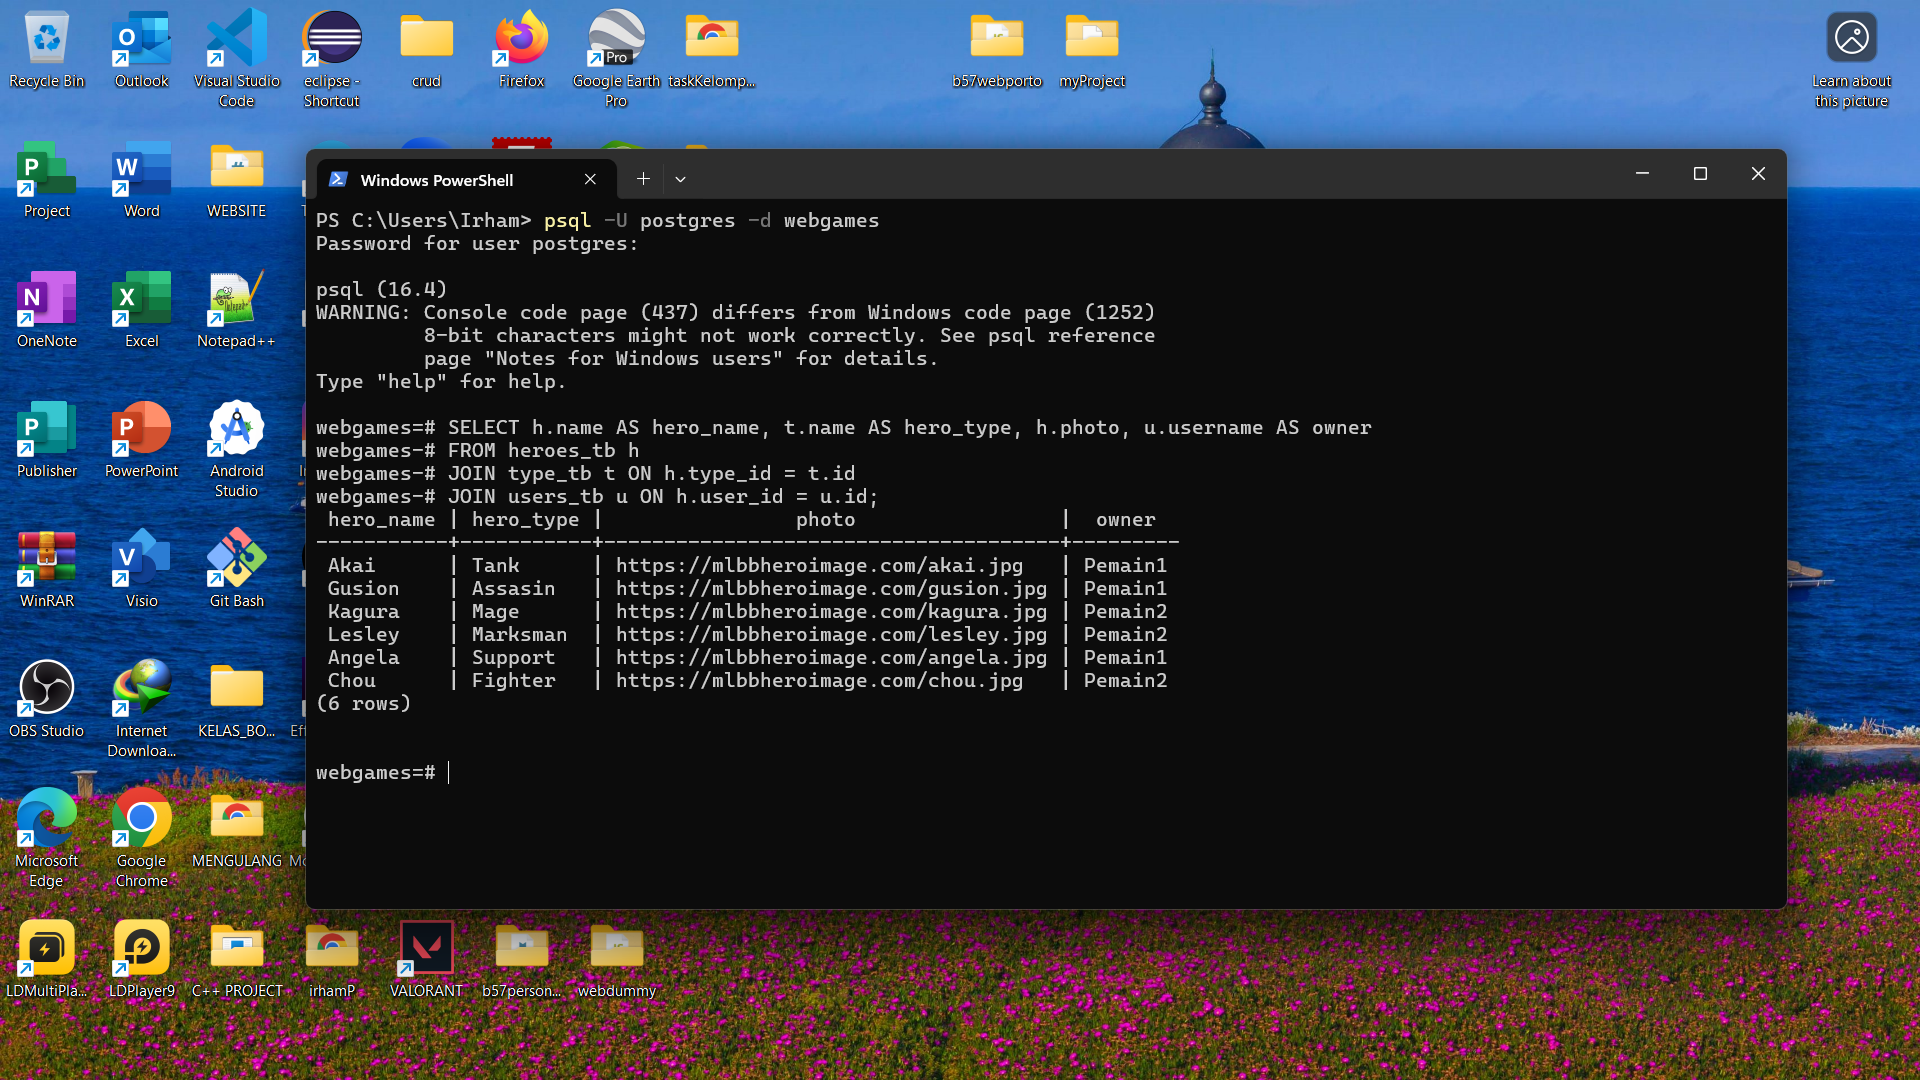 Recycle Bin
Outlook
Visual Studio Code
eclipse - Shortcut
crud
Firefox
Pro
Google Earth Pro
taskKelomp...
b57webporto
myProject
Learn about this picture
Project
Word
WEBSITE
OneNote
Excel
Notepad++
Publisher
PowerPoint
Android Studio
WinRAR
Visio
Git Bash
OBS Studio
Internet Downloa...
KELAS_BO...
Microsoft Edge
Google Chrome
MENGULANG
LDMultiPla...
LDPlayer9
C++ PROJECT
irhamP
VALORANT
b57person...
webdummy
Windows PowerShell
PS C:\Users\Irham> psql -U postgres -d webgames
Password for user postgres:
psql (16.4)
WARNING: Console code page (437) differs from Windows code page (1252)
8-bit characters might not work correctly. See psql reference
page "Notes for Windows users" for details.
Type "help" for help.
webgames=# SELECT h.name AS hero_name, t.name AS hero_type, h.photo, u.username AS owner
webgames-# FROM heroes_tb h
webgames-# JOIN type_tb t ON h.type_id = t.id
webgames-# JOIN users_tb u ON h.user_id = u.id;
hero_name | hero_type | photo | owner
-----------+-----------+--------------------------------------+---------
Akai | Tank | https://mlbbheroimage.com/akai.jpg | Pemain1
Gusion | Assasin | https://mlbbheroimage.com/gusion.jpg | Pemain1
Kagura | Mage | https://mlbbheroimage.com/kagura.jpg | Pemain2
Lesley | Marksman | https://mlbbheroimage.com/lesley.jpg | Pemain2
Angela | Support | https://mlbbheroimage.com/angela.jpg | Pemain1
Chou | Fighter | https://mlbbheroimage.com/chou.jpg | Pemain2
(6 rows)
webgames=#